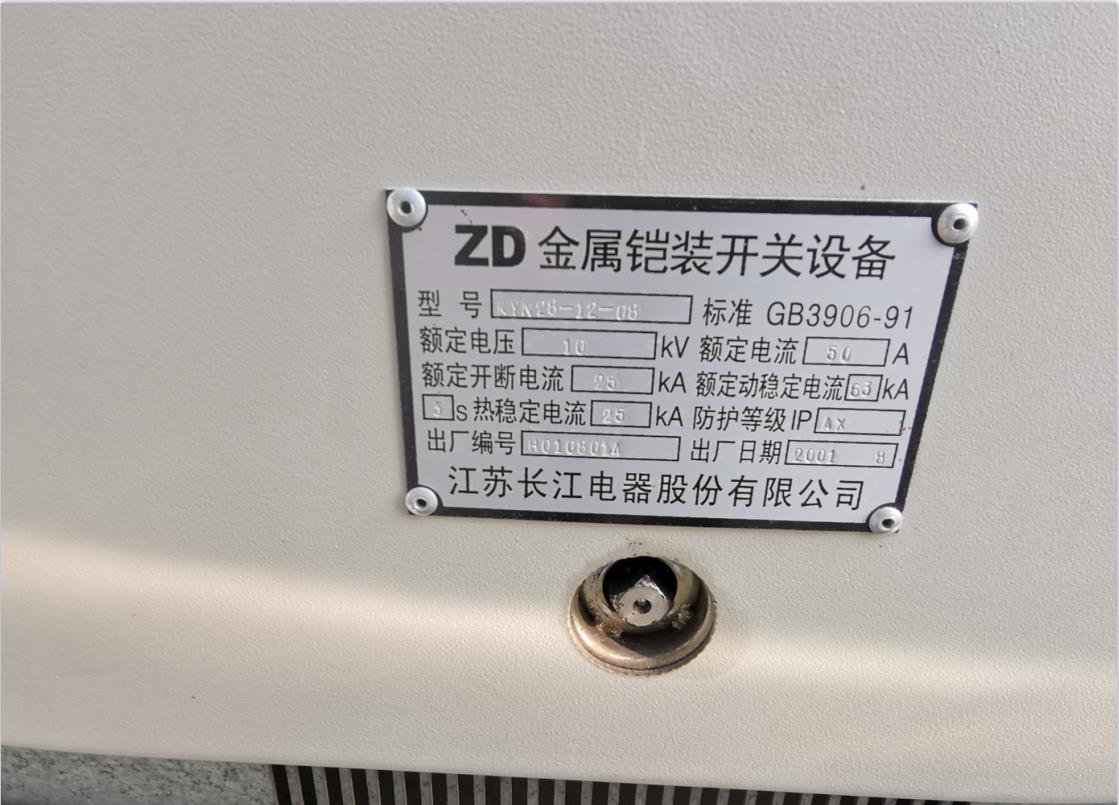 ZD 金属铠装开关设备
型 号 KYN28-12-08 标准 GB3906-91
额定电压 10 kV 额定电流 50 A
额定开断电流 25 kA 额定动稳定电流 63 kA
3 S 热稳定电流 25 kA 防护等级 IP 4X
出厂编号 H010801A 出厂日期 2001 8
江苏长江电器股份有限公司